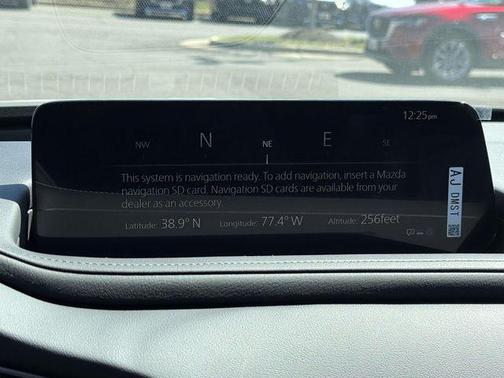 12:25pm
NW N NE E SE
This system is navigation ready. To add navigation, insert a Mazda
navigation SD card. Navigation SD cards are available from your
dealer as an accessory.
Latitude: 38.9° N Longitude: 77.4° W Altitude: 256feet
AJ DMST